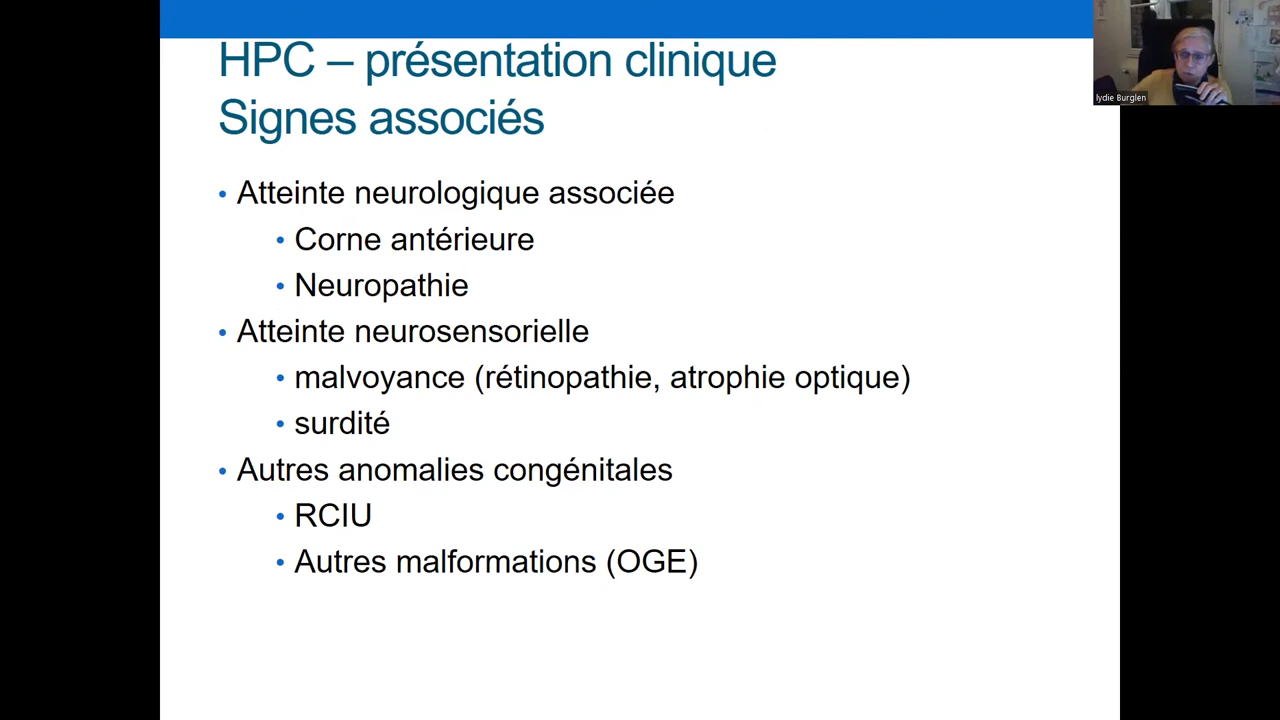 HPC – présentation clinique
Signes associés
lydie Burglen
• Atteinte neurologique associée
• Corne antérieure
• Neuropathie
• Atteinte neurosensorielle
• malvoyance (rétinopathie, atrophie optique)
• surdité
• Autres anomalies congénitales
• RCIU
• Autres malformations (OGE)